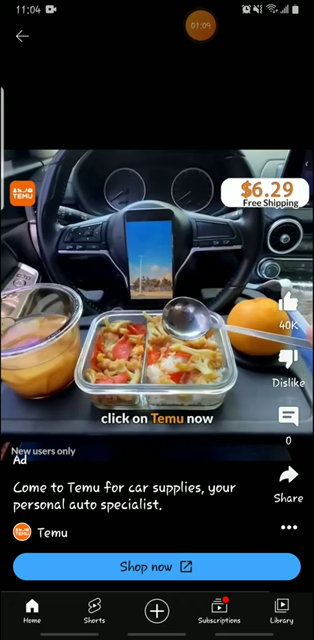 11:04
01:09
TEMU
$6.29
Free Shipping
40K
Dislike
click on Temu now
0
New users only
Ad
Share
Come to Temu for car supplies, your
personal auto specialist.
Temu
Shop now
Home
Shorts
Subscriptions
Library